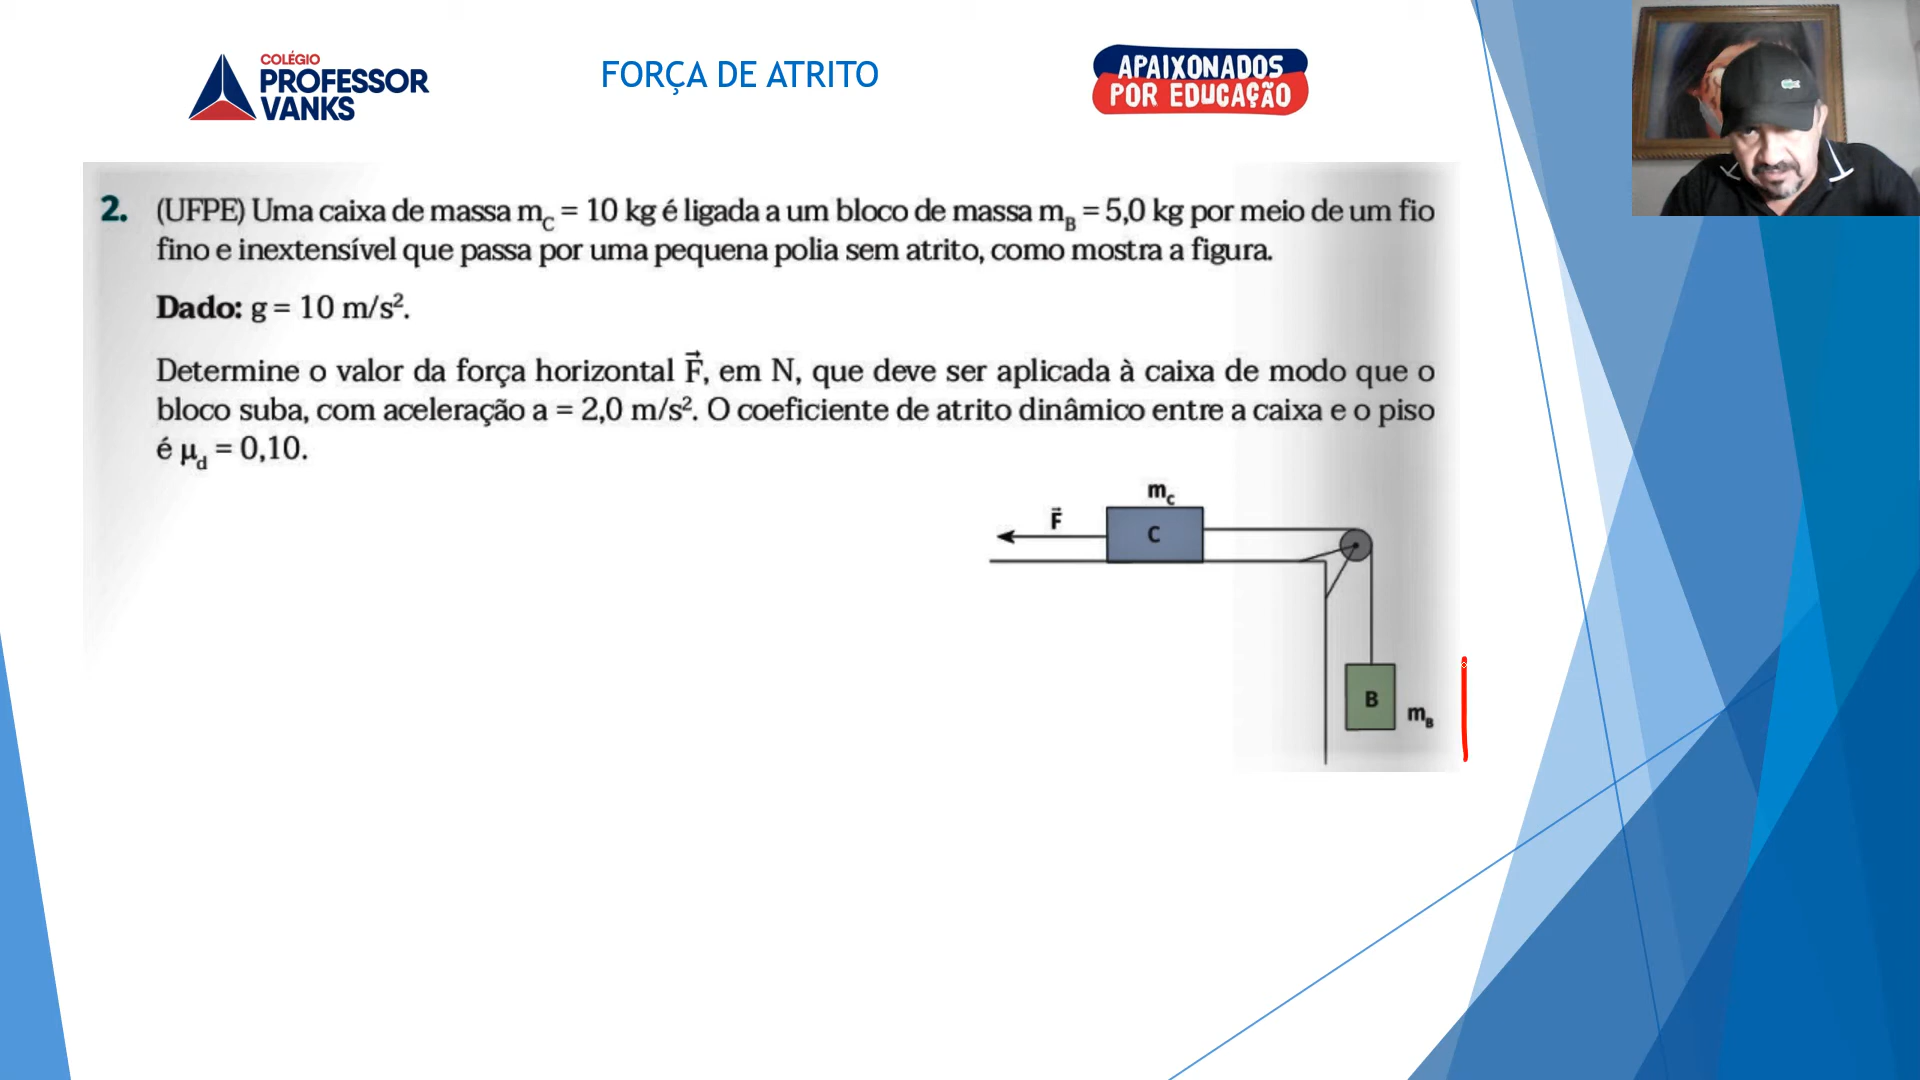 COLÉGIO
PROFESSOR
VANKS
FORÇA DE ATRITO
APAIXONADOS
POR EDUCAÇÃO
2. (UFPE) Uma caixa de massa m_C = 10 kg é ligada a um bloco de massa m_B = 5,0 kg por meio de um fio
fino e inextensível que passa por uma pequena polia sem atrito, como mostra a figura.
Dado: g = 10 m/s².
Determine o valor da força horizontal F⃗, em N, que deve ser aplicada à caixa de modo que o
bloco suba, com aceleração a = 2,0 m/s². O coeficiente de atrito dinâmico entre a caixa e o piso
é μ_d = 0,10.
m_C
F⃗
C
B
m_B